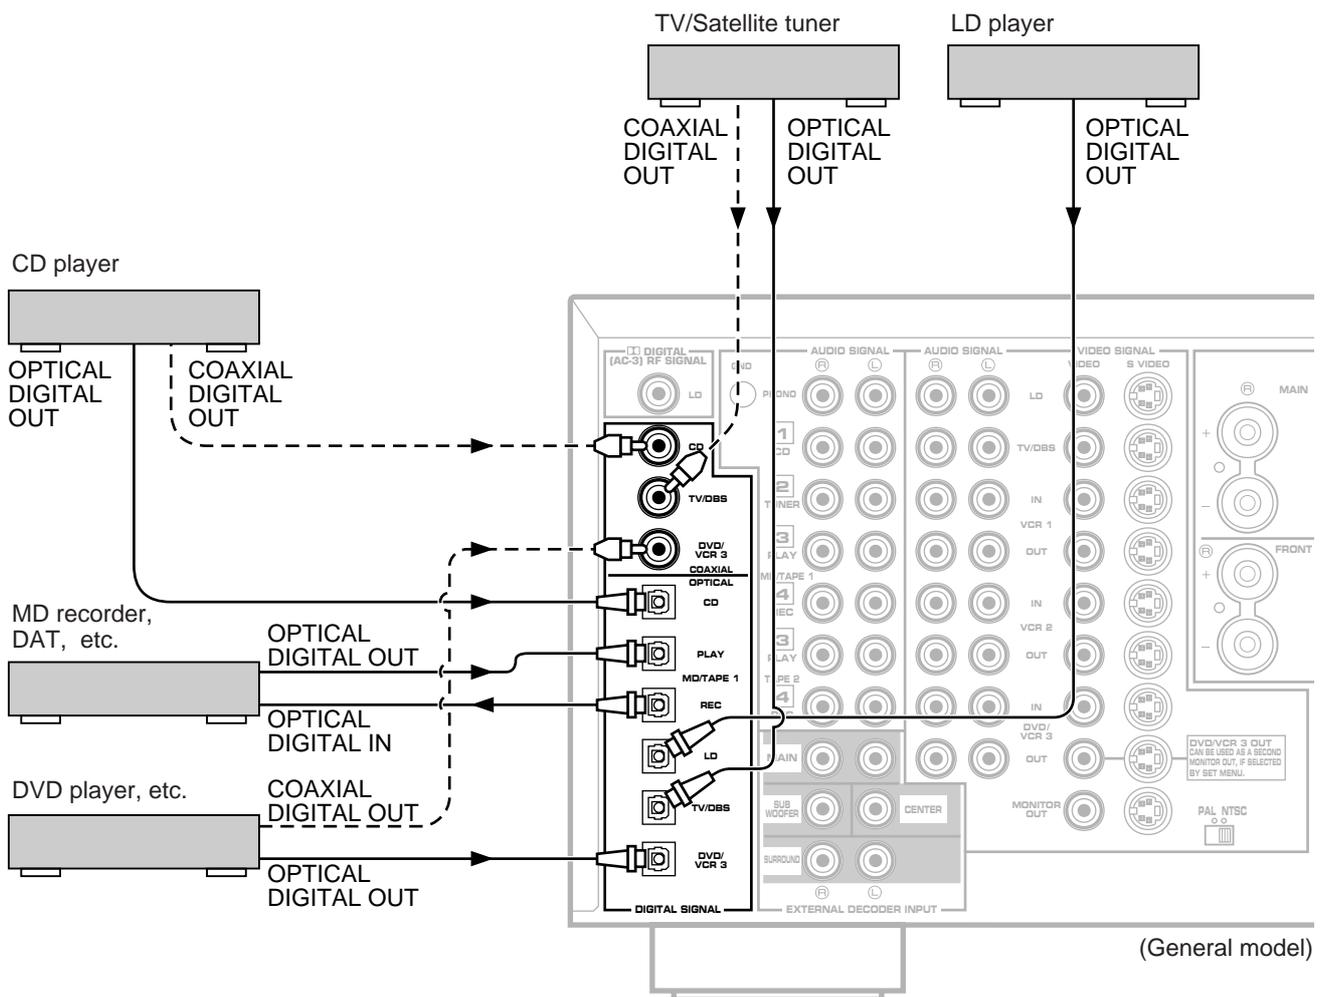 TV/Satellite tuner
LD player
COAXIAL
DIGITAL
OUT
OPTICAL
DIGITAL
OUT
OPTICAL
DIGITAL
OUT
CD player
OPTICAL
DIGITAL
OUT
COAXIAL
DIGITAL
OUT
MD recorder,
DAT, etc.
OPTICAL
DIGITAL OUT
OPTICAL
DIGITAL IN
DVD player, etc.
COAXIAL
DIGITAL OUT
OPTICAL
DIGITAL OUT
DIGITAL
(AC-3) RF SIGNAL
LD
CD
TV/DBS
DVD/
VCR 3
COAXIAL
OPTICAL
CD
PLAY
MD/TAPE 1
REC
LD
TV/DBS
DVD/
VCR 3
DIGITAL SIGNAL
GND
PHONO
1
CD
2
TUNER
3
PLAY
MD/TAPE 1
4
REC
3
PLAY
TAPE 2
4
AUDIO SIGNAL
R L
AUDIO SIGNAL
R L
VIDEO SIGNAL
VIDEO
S VIDEO
LD
TV/DBS
IN
VCR 1
OUT
IN
VCR 2
OUT
IN
DVD/
VCR 3
OUT
MONITOR
OUT
MAIN
SUB
WOOFER
CENTER
SURROUND
R L
EXTERNAL DECODER INPUT
R
MAIN
+
–
R
FRONT
+
–
DVD/VCR 3 OUT
CAN BE USED AS A SECOND
MONITOR OUT, IF SELECTED
BY SET MENU.
PAL NTSC
(General model)